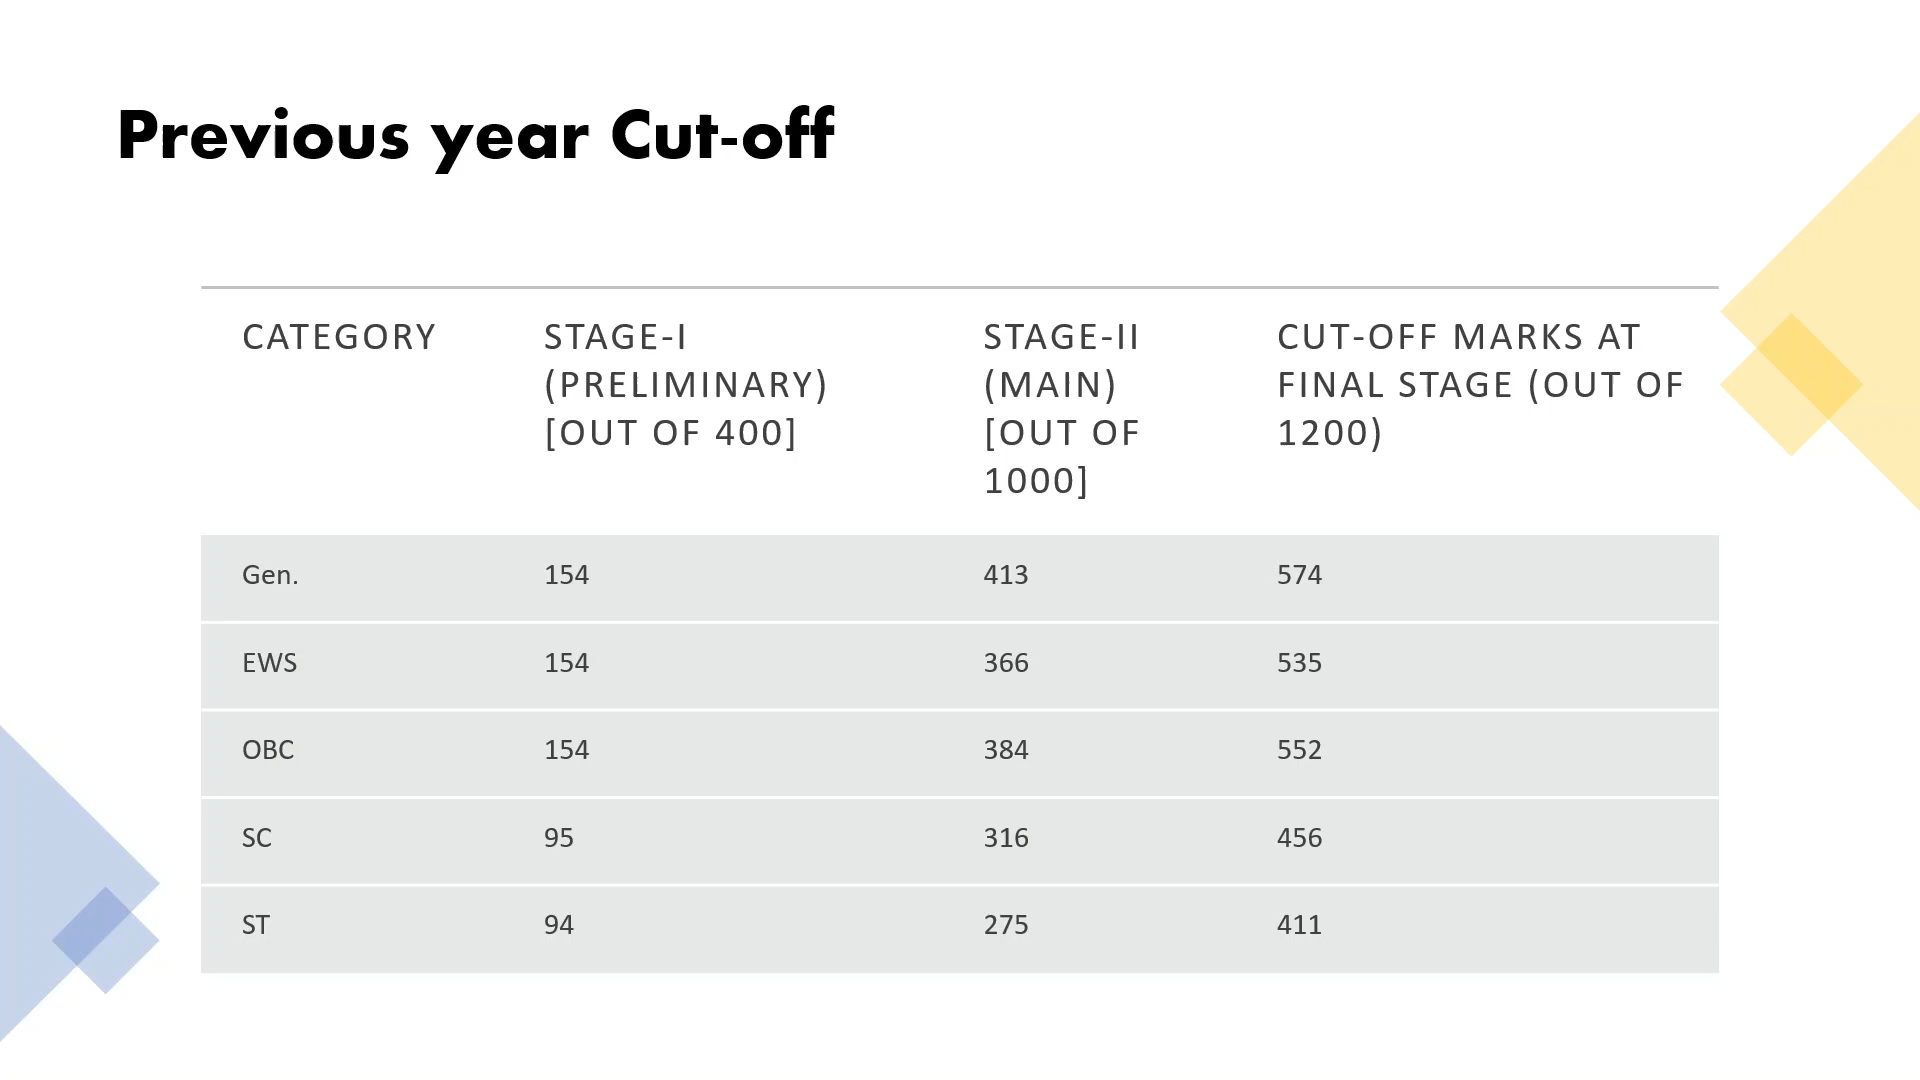 Previous year Cut-off
CATEGORY STAGE-I STAGE-II CUT-OFF MARKS AT
(PRELIMINARY) (MAIN) FINAL STAGE (OUT OF
[OUT OF 400] [OUT OF 1200)
1000]
Gen. 154 413 574
EWS 154 366 535
OBC 154 384 552
SC 95 316 456
ST 94 275 411